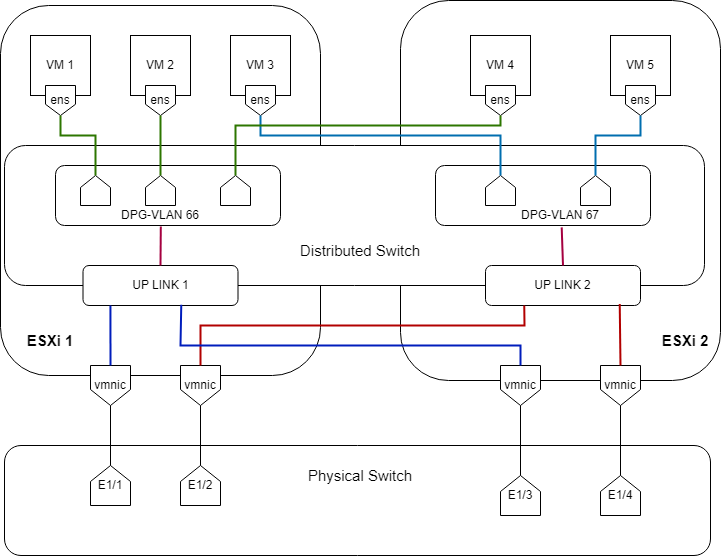 VM 1
VM 2
VM 3
VM 4
VM 5
ens
ens
ens
ens
ens
DPG-VLAN 66
DPG-VLAN 67
Distributed Switch
UP LINK 1
UP LINK 2
ESXi 1
ESXi 2
vmnic
vmnic
vmnic
vmnic
Physical Switch
E1/1
E1/2
E1/3
E1/4